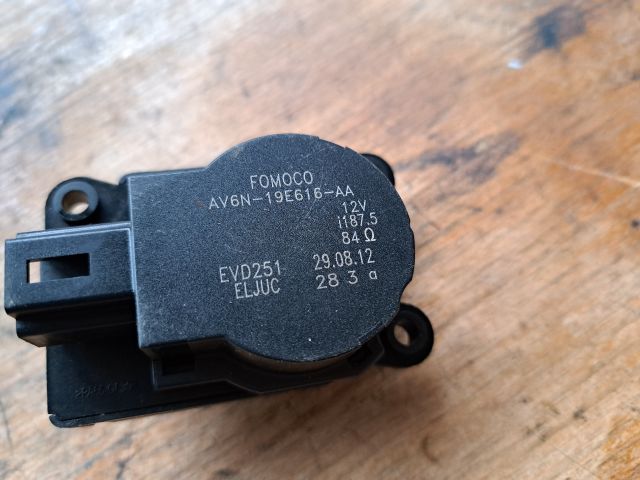 FOMOCO
AV6N-19E616-AA
12V
i187.5
84Ω
EVD251 29.08.12
ELJUC 28 3 a